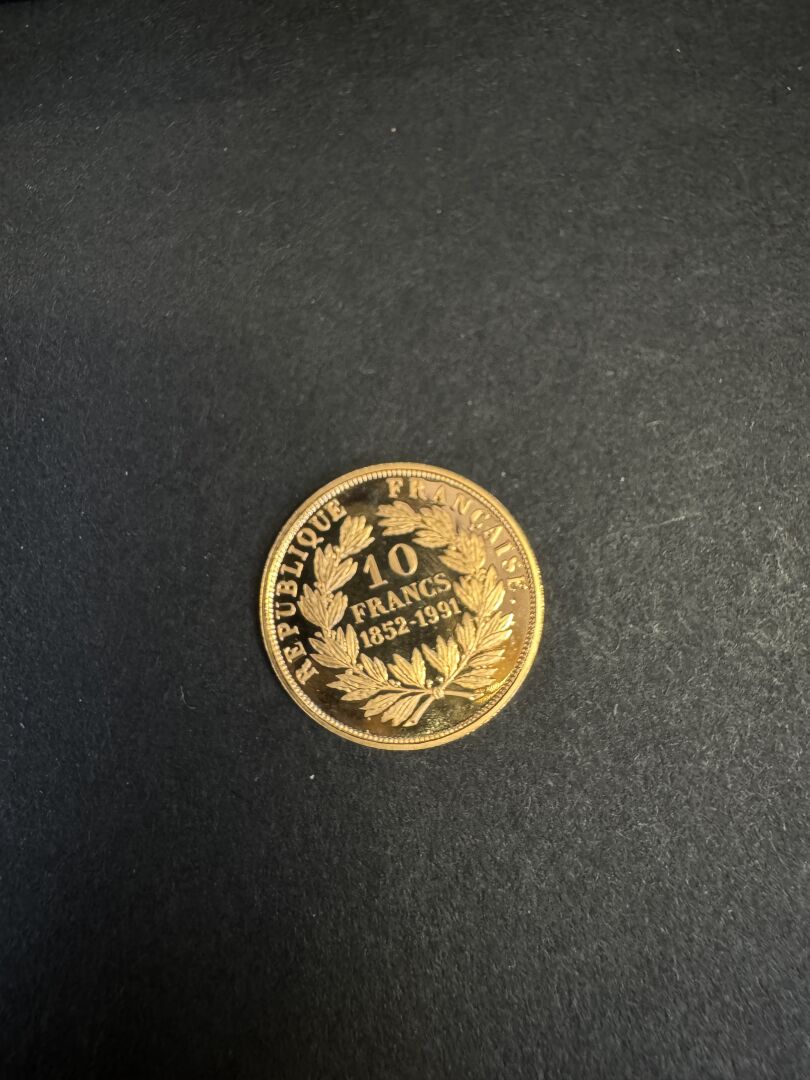 REPUBLIQUE FRANÇAISE.
10
FRANCS
1852-1991